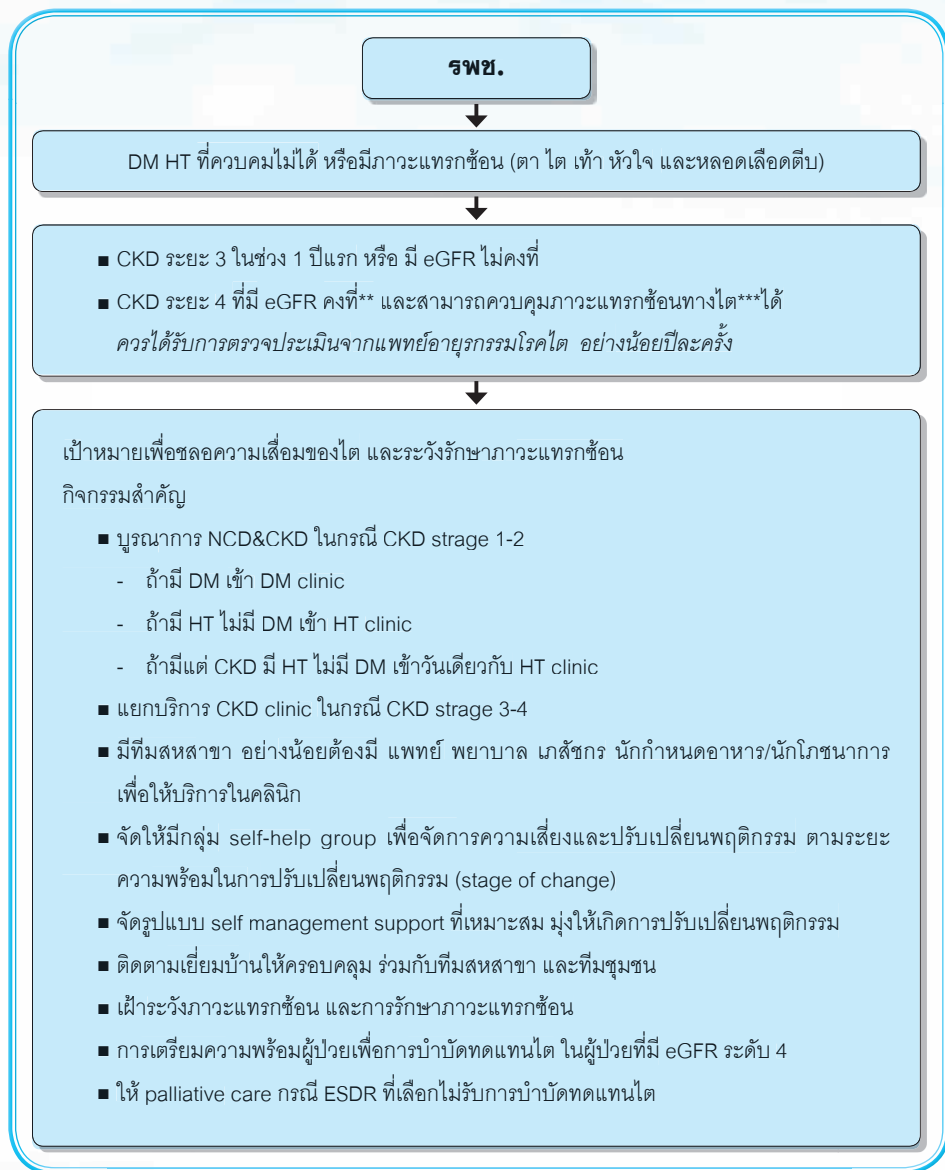 รพช.
DM HT ที่ควบคมไม่ได้ หรือมีภาวะแทรกซ้อน (ตา ไต เท้า หัวใจ และหลอดเลือดตีบ)
■ CKD ระยะ 3 ในช่วง 1 ปีแรก หรือ มี eGFR ไม่คงที่
■ CKD ระยะ 4 ที่มี eGFR คงที่** และสามารถควบคุมภาวะแทรกซ้อนทางไต***ได้
ควรได้รับการตรวจประเมินจากแพทย์อายุรกรรมโรคไต อย่างน้อยปีละครั้ง
เป้าหมายเพื่อชลอความเสื่อมของไต และระวังรักษาภาวะแทรกซ้อน
กิจกรรมสำคัญ
■ บูรณาการ NCD&CKD ในกรณี CKD strage 1-2
- ถ้ามี DM เข้า DM clinic
- ถ้ามี HT ไม่มี DM เข้า HT clinic
- ถ้ามีแต่ CKD มี HT ไม่มี DM เข้าวันเดียวกับ HT clinic
■ แยกบริการ CKD clinic ในกรณี CKD strage 3-4
■ มีทีมสหสาขา อย่างน้อยต้องมี แพทย์ พยาบาล เภสัชกร นักกำหนดอาหาร/นักโภชนาการ
เพื่อให้บริการในคลินิก
■ จัดให้มีกลุ่ม self-help group เพื่อจัดการความเสี่ยงและปรับเปลี่ยนพฤติกรรม ตามระยะ
ความพร้อมในการปรับเปลี่ยนพฤติกรรม (stage of change)
■ จัดรูปแบบ self management support ที่เหมาะสม มุ่งให้เกิดการปรับเปลี่ยนพฤติกรรม
■ ติดตามเยี่ยมบ้านให้ครอบคลุม ร่วมกับทีมสหสาขา และทีมชุมชน
■ เฝ้าระวังภาวะแทรกซ้อน และการรักษาภาวะแทรกซ้อน
■ การเตรียมความพร้อมผู้ป่วยเพื่อการบำบัดทดแทนไต ในผู้ป่วยที่มี eGFR ระดับ 4
■ ให้ palliative care กรณี ESDR ที่เลือกไม่รับการบำบัดทดแทนไต